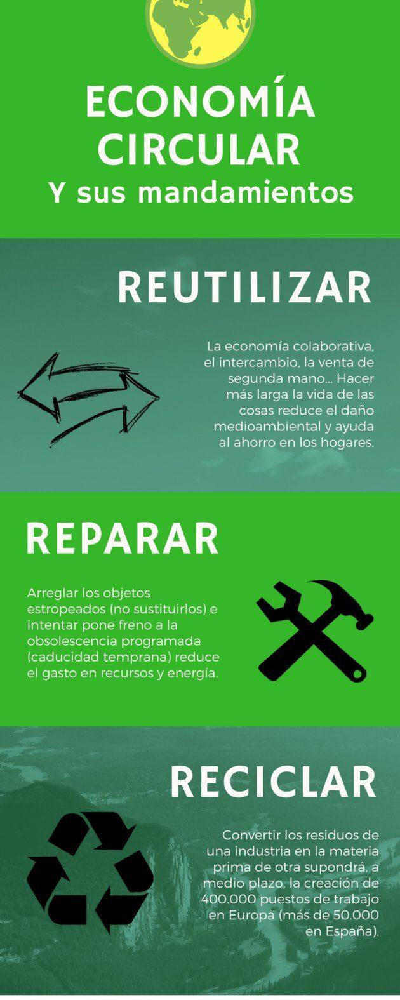 ECONOMÍA
CIRCULAR
Y sus mandamientos
REUTILIZAR
La economía colaborativa,
el intercambio, la venta de
segunda mano... Hacer
más larga la vida de las
cosas reduce el daño
medioambiental y ayuda
al ahorro en los hogares.
REPARAR
Arreglar los objetos
estropeados (no sustituirlos) e
intentar pone freno a la
obsolescencia programada
(caducidad temprana) reduce
el gasto en recursos y energía.
RECICLAR
Convertir los residuos de
una industria en la materia
prima de otra supondrá, a
medio plazo, la creación de
400.000 puestos de trabajo
en Europa (más de 50.000
en España).